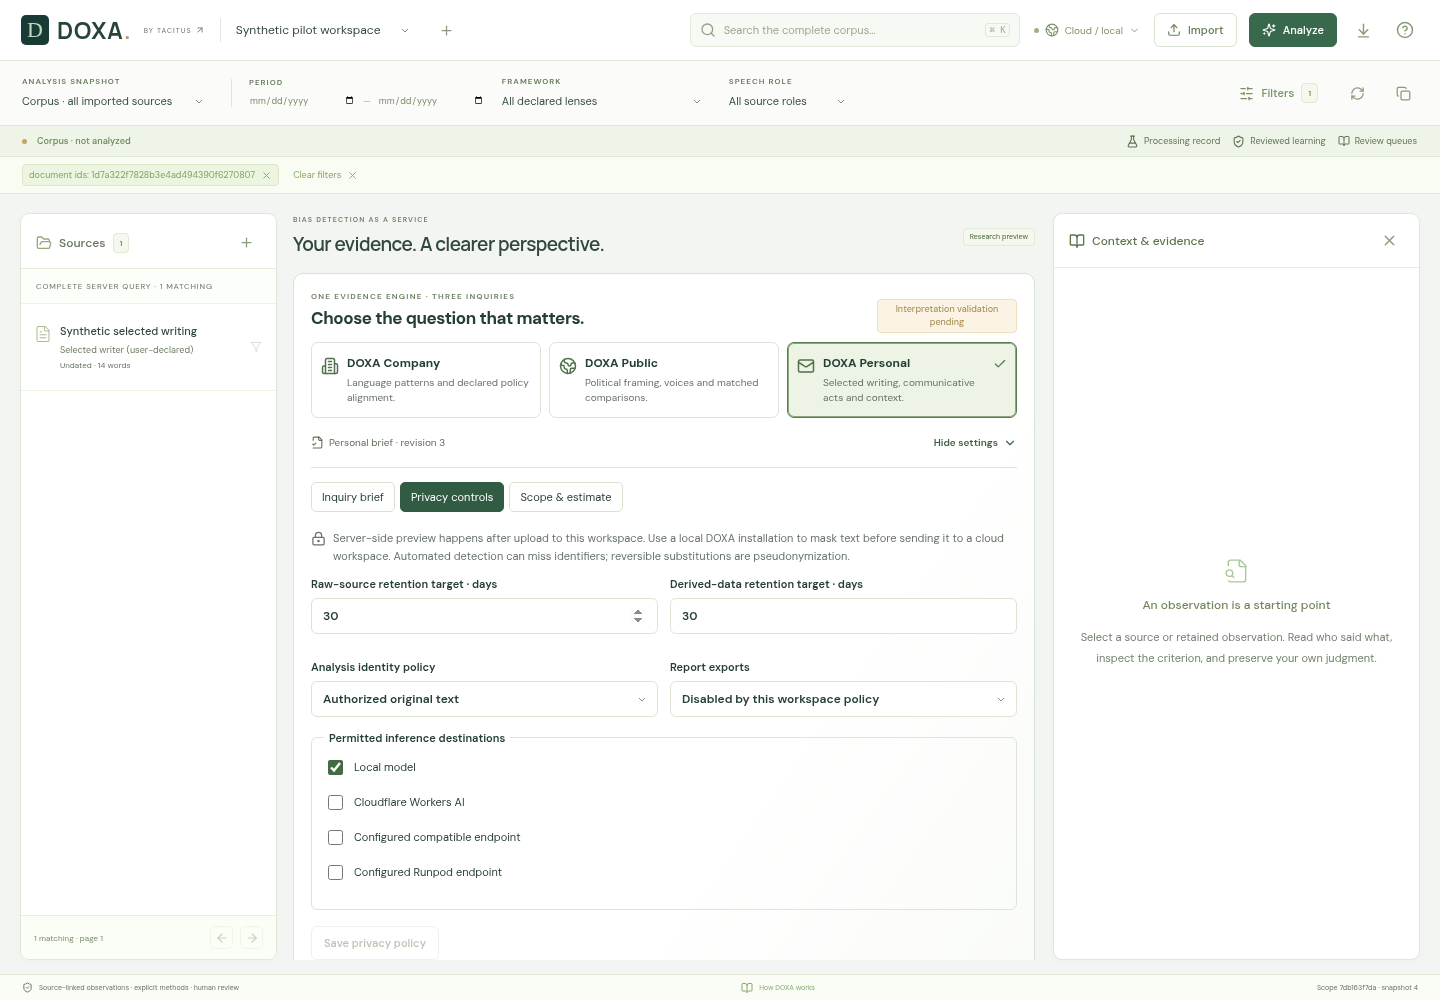 D DOXA. BY TACITUS Synthetic pilot workspace
Search the complete corpus... ⌘ K Cloud / local Import Analyze
ANALYSIS SNAPSHOT PERIOD FRAMEWORK SPEECH ROLE
Corpus · all imported sources mm/dd/yyyy – mm/dd/yyyy All declared lenses All source roles Filters 1
Corpus · not analyzed Processing record Reviewed learning Review queues
document ids: 1d7a322f7828b3e4ad494390f6270807 Clear filters
Sources 1
COMPLETE SERVER QUERY · 1 MATCHING
Synthetic selected writing
Selected writer (user-declared)
Undated · 14 words
1 matching · page 1
BIAS DETECTION AS A SERVICE
Your evidence. A clearer perspective.
Research preview
ONE EVIDENCE ENGINE · THREE INQUIRIES
Choose the question that matters.
Interpretation validation
pending
DOXA Company
Language patterns and declared policy
alignment.
DOXA Public
Political framing, voices and matched
comparisons.
DOXA Personal
Selected writing, communicative
acts and context.
Personal brief · revision 3 Hide settings
Inquiry brief Privacy controls Scope & estimate
Server-side preview happens after upload to this workspace. Use a local DOXA installation to mask text before sending it to a cloud
workspace. Automated detection can miss identifiers; reversible substitutions are pseudonymization.
Raw-source retention target · days Derived-data retention target · days
30 30
Analysis identity policy Report exports
Authorized original text Disabled by this workspace policy
Permitted inference destinations
Local model
Cloudflare Workers AI
Configured compatible endpoint
Configured Runpod endpoint
Save privacy policy
Context & evidence
An observation is a starting point
Select a source or retained observation. Read who said what,
inspect the criterion, and preserve your own judgment.
Source-linked observations · explicit methods · human review How DOXA works Scope 7db163f7da · snapshot 4